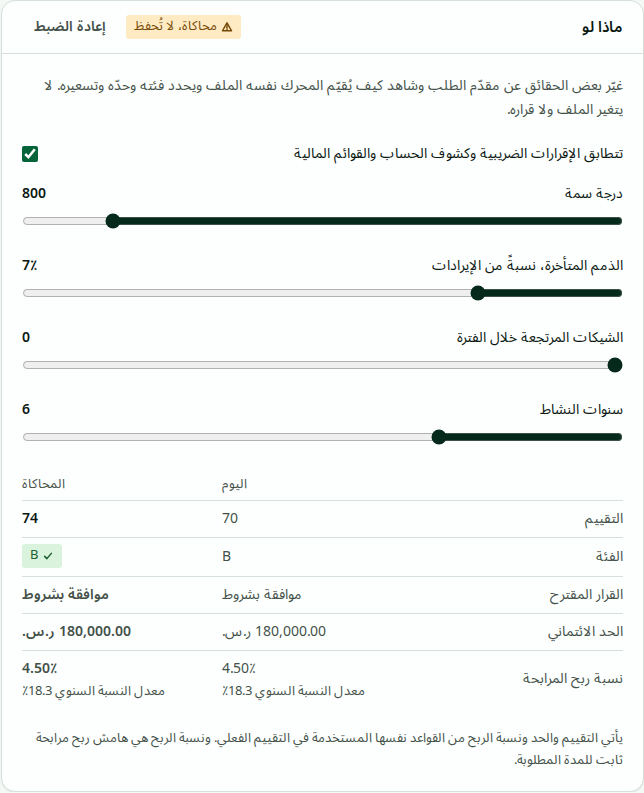 ماذا لو
محاكاة، لا تُحفظ
إعادة الضبط
غيّر بعض الحقائق عن مقدّم الطلب وشاهد كيف يُقيّم المحرك نفسه الملف ويحدد فئته وحدّه وتسعيره. لا
يتغير الملف ولا قراره.
تتطابق الإقرارات الضريبية وكشوف الحساب والقوائم المالية
درجة سمة 800
الذمم المتأخرة، نسبةً من الإيرادات 7٪
الشيكات المرتجعة خلال الفترة 0
سنوات النشاط 6
اليوم المحاكاة
التقييم 70 74
الفئة B B
القرار المقترح موافقة بشروط موافقة بشروط
الحد الائتماني 180,000.00 ر.س. 180,000.00 ر.س.
نسبة ربح المرابحة 4.50٪ 4.50٪
معدل النسبة السنوي 18.3٪ معدل النسبة السنوي 18.3٪
يأتي التقييم والحد ونسبة الربح من القواعد نفسها المستخدمة في التقييم الفعلي. ونسبة الربح هي هامش ربح مرابحة
ثابت للمدة المطلوبة.